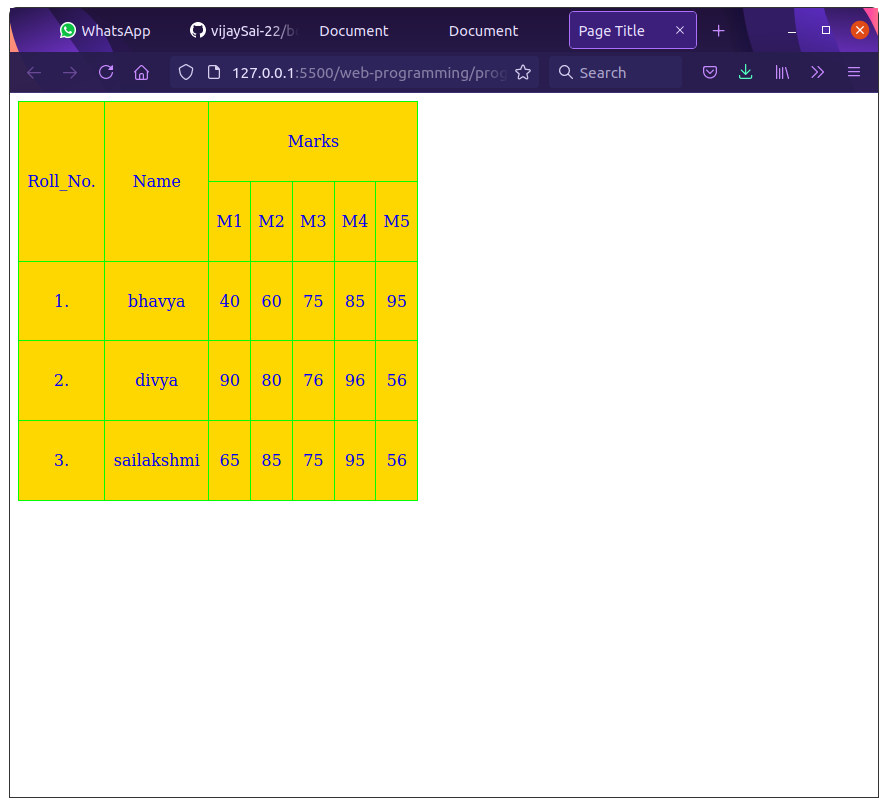 WhatsApp vijaySai-22/b Document Document Page Title
127.0.0.1:5500/web-programming/prog Search
Marks
Roll_No. Name
M1 M2 M3 M4 M5
1. bhavya 40 60 75 85 95
2. divya 90 80 76 96 56
3. sailakshmi 65 85 75 95 56